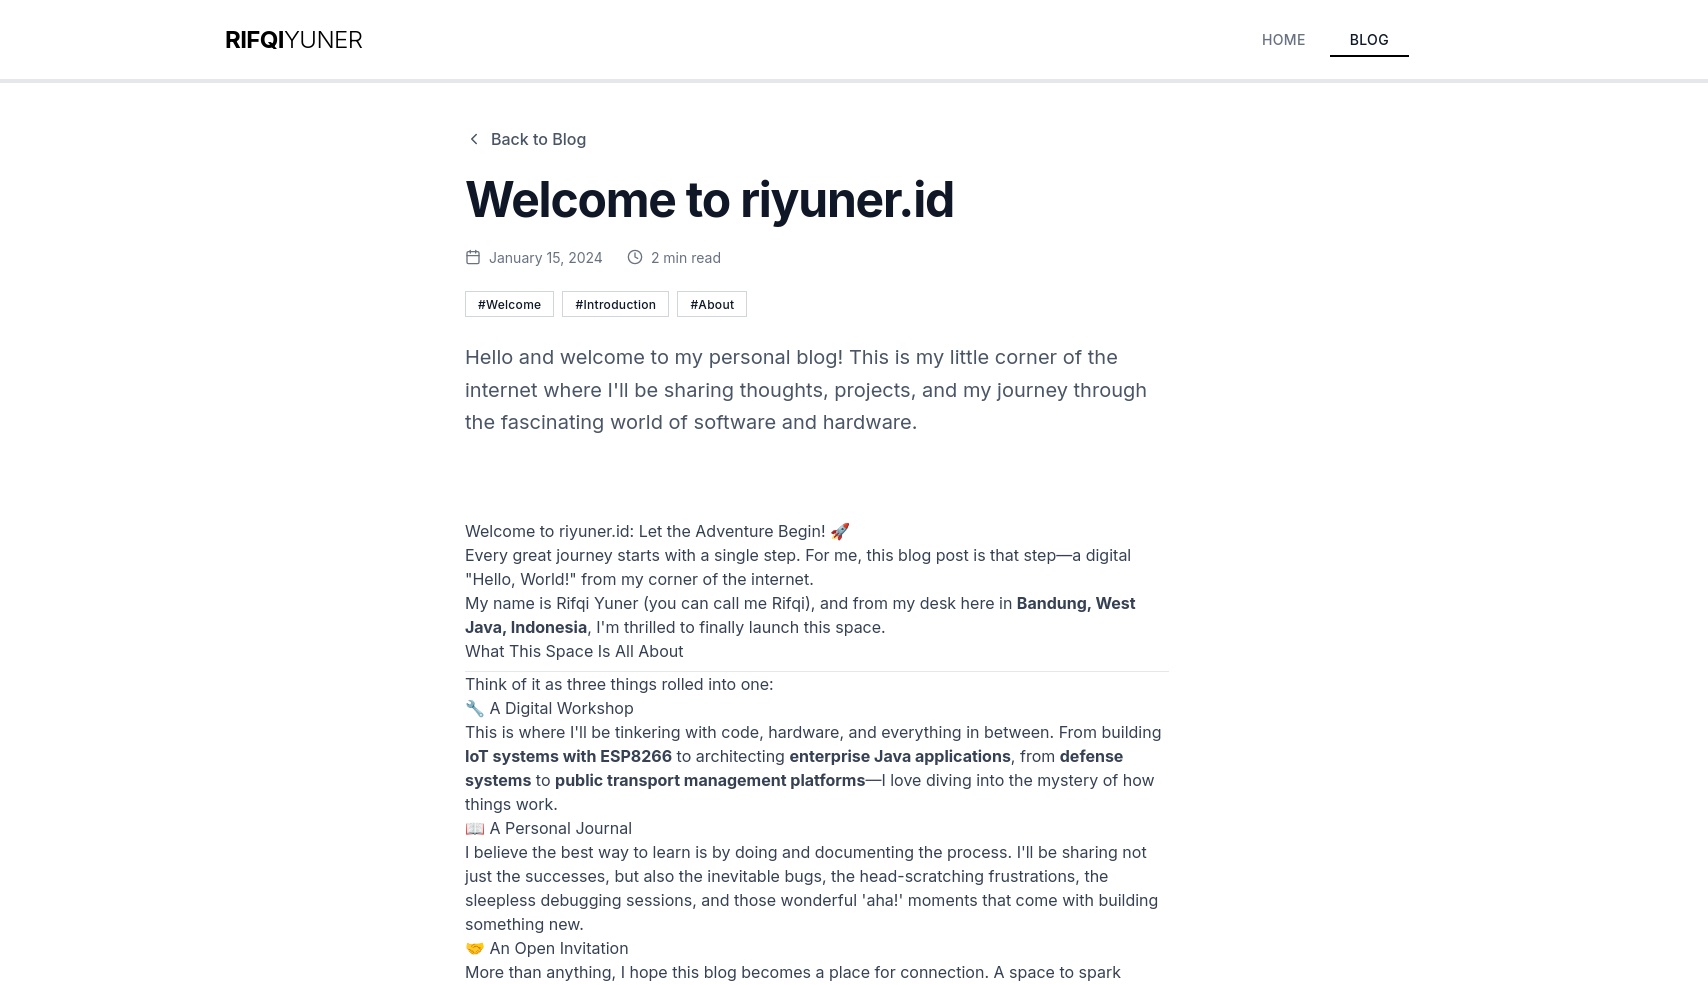 RIFQIYUNER
HOME
BLOG
Back to Blog
Welcome to riyuner.id
January 15, 2024
2 min read
#Welcome
#Introduction
#About
Hello and welcome to my personal blog! This is my little corner of the
internet where I'll be sharing thoughts, projects, and my journey through
the fascinating world of software and hardware.
Welcome to riyuner.id: Let the Adventure Begin! 🚀
Every great journey starts with a single step. For me, this blog post is that step—a digital
"Hello, World!" from my corner of the internet.
My name is Rifqi Yuner (you can call me Rifqi), and from my desk here in Bandung, West
Java, Indonesia, I'm thrilled to finally launch this space.
What This Space Is All About
Think of it as three things rolled into one:
🔧 A Digital Workshop
This is where I'll be tinkering with code, hardware, and everything in between. From building
IoT systems with ESP8266 to architecting enterprise Java applications, from defense
systems to public transport management platforms—I love diving into the mystery of how
things work.
📖 A Personal Journal
I believe the best way to learn is by doing and documenting the process. I'll be sharing not
just the successes, but also the inevitable bugs, the head-scratching frustrations, the
sleepless debugging sessions, and those wonderful 'aha!' moments that come with building
something new.
🤝 An Open Invitation
More than anything, I hope this blog becomes a place for connection. A space to spark